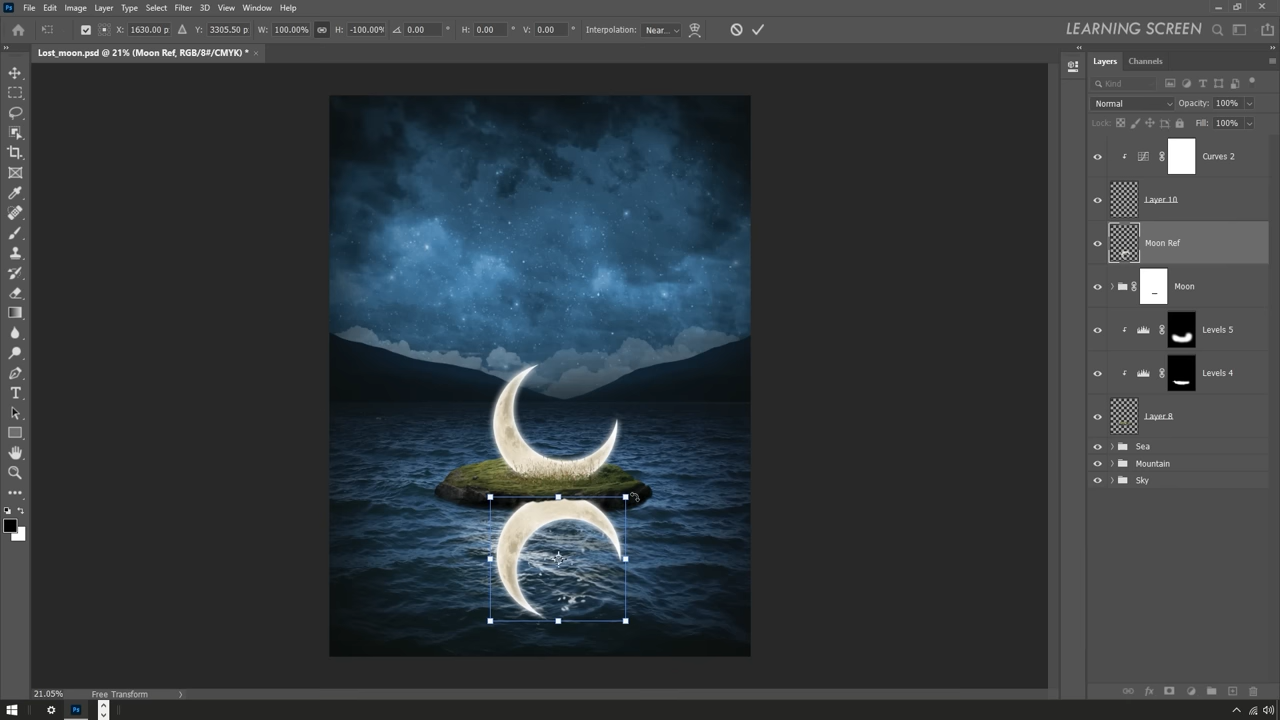 Ps File Edit Image Layer Type Select Filter 3D View Window Help
X: 1630.00 p: Y: 3305.50 p: W: 100.00% H: -100.00% 0.00 H: 0.00 ° V: 0.00 ° Interpolation: Near...
LEARNING SCREEN
Lost_moon.psd @ 21% (Moon Ref, RGB/8#/CMYK) * ×
Layers Channels
Kind
Normal Opacity: 100%
Lock: Fill: 100%
Curves 2
Layer 10
Moon Ref
Moon
Levels 5
Levels 4
Layer 8
Sea
Mountain
Sky
21.05% Free Transform
Ps